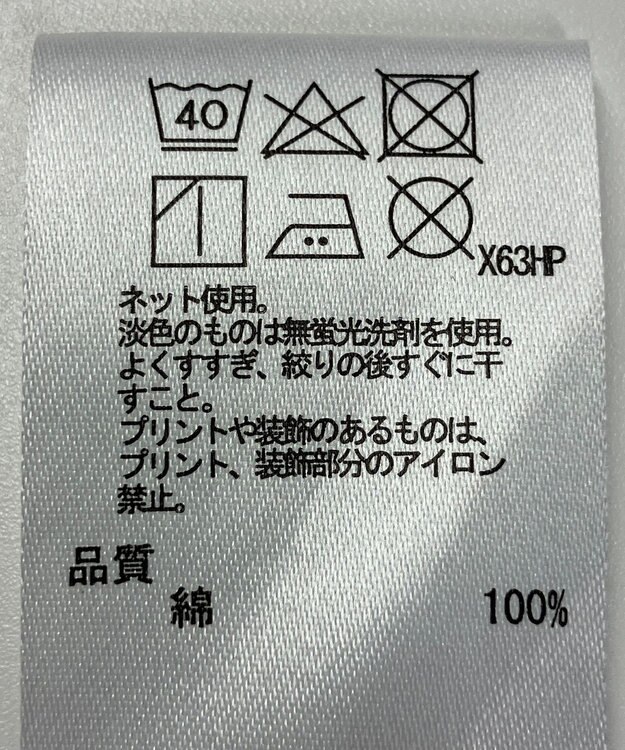 40
X63HP
ネット使用。
淡色のものは無蛍光洗剤を使用。
よくすすぎ、絞りの後すぐに干
すこと。
プリントや装飾のあるものは、
プリント、装飾部分のアイロン
禁止。
品質
綿 100%